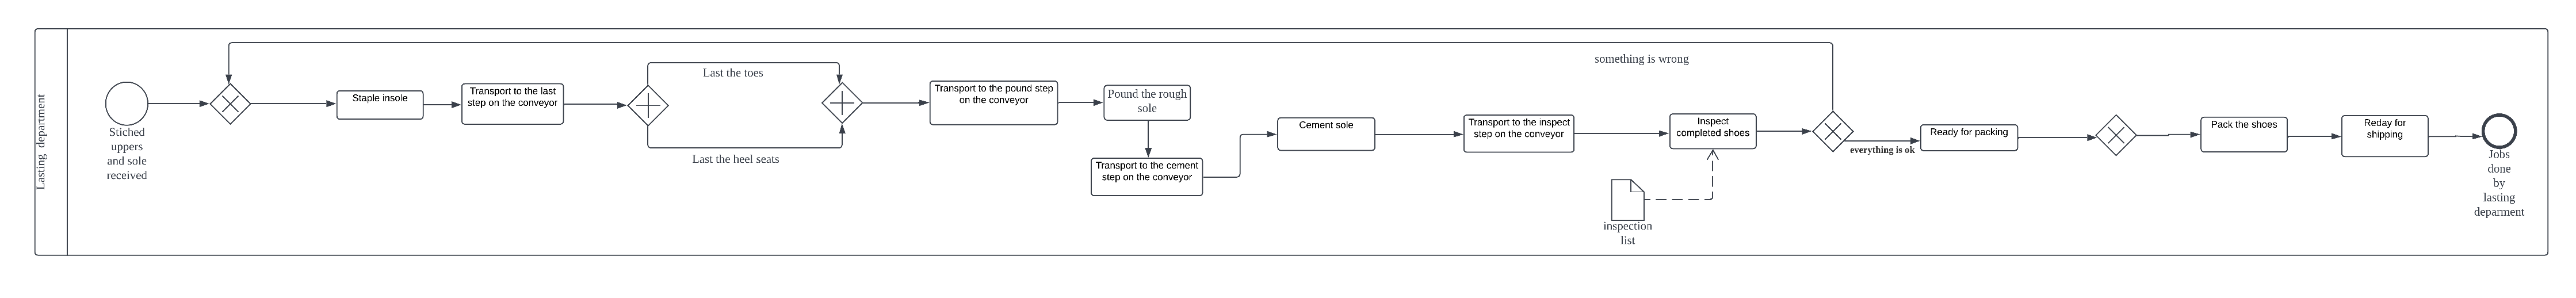 Lasting department
Stiched
uppers
and sole
received
Staple insole
Transport to the last
step on the conveyor
Last the toes
Last the heel seats
Transport to the pound step
on the conveyor
Pound the rough
sole
Transport to the cement
step on the conveyor
Cement sole
Transport to the inspect
step on the conveyor
Inspect
completed shoes
inspection
list
something is wrong
everything is ok
Ready for packing
Pack the shoes
Reday for
shipping
Jobs
done
by
lasting
deparment